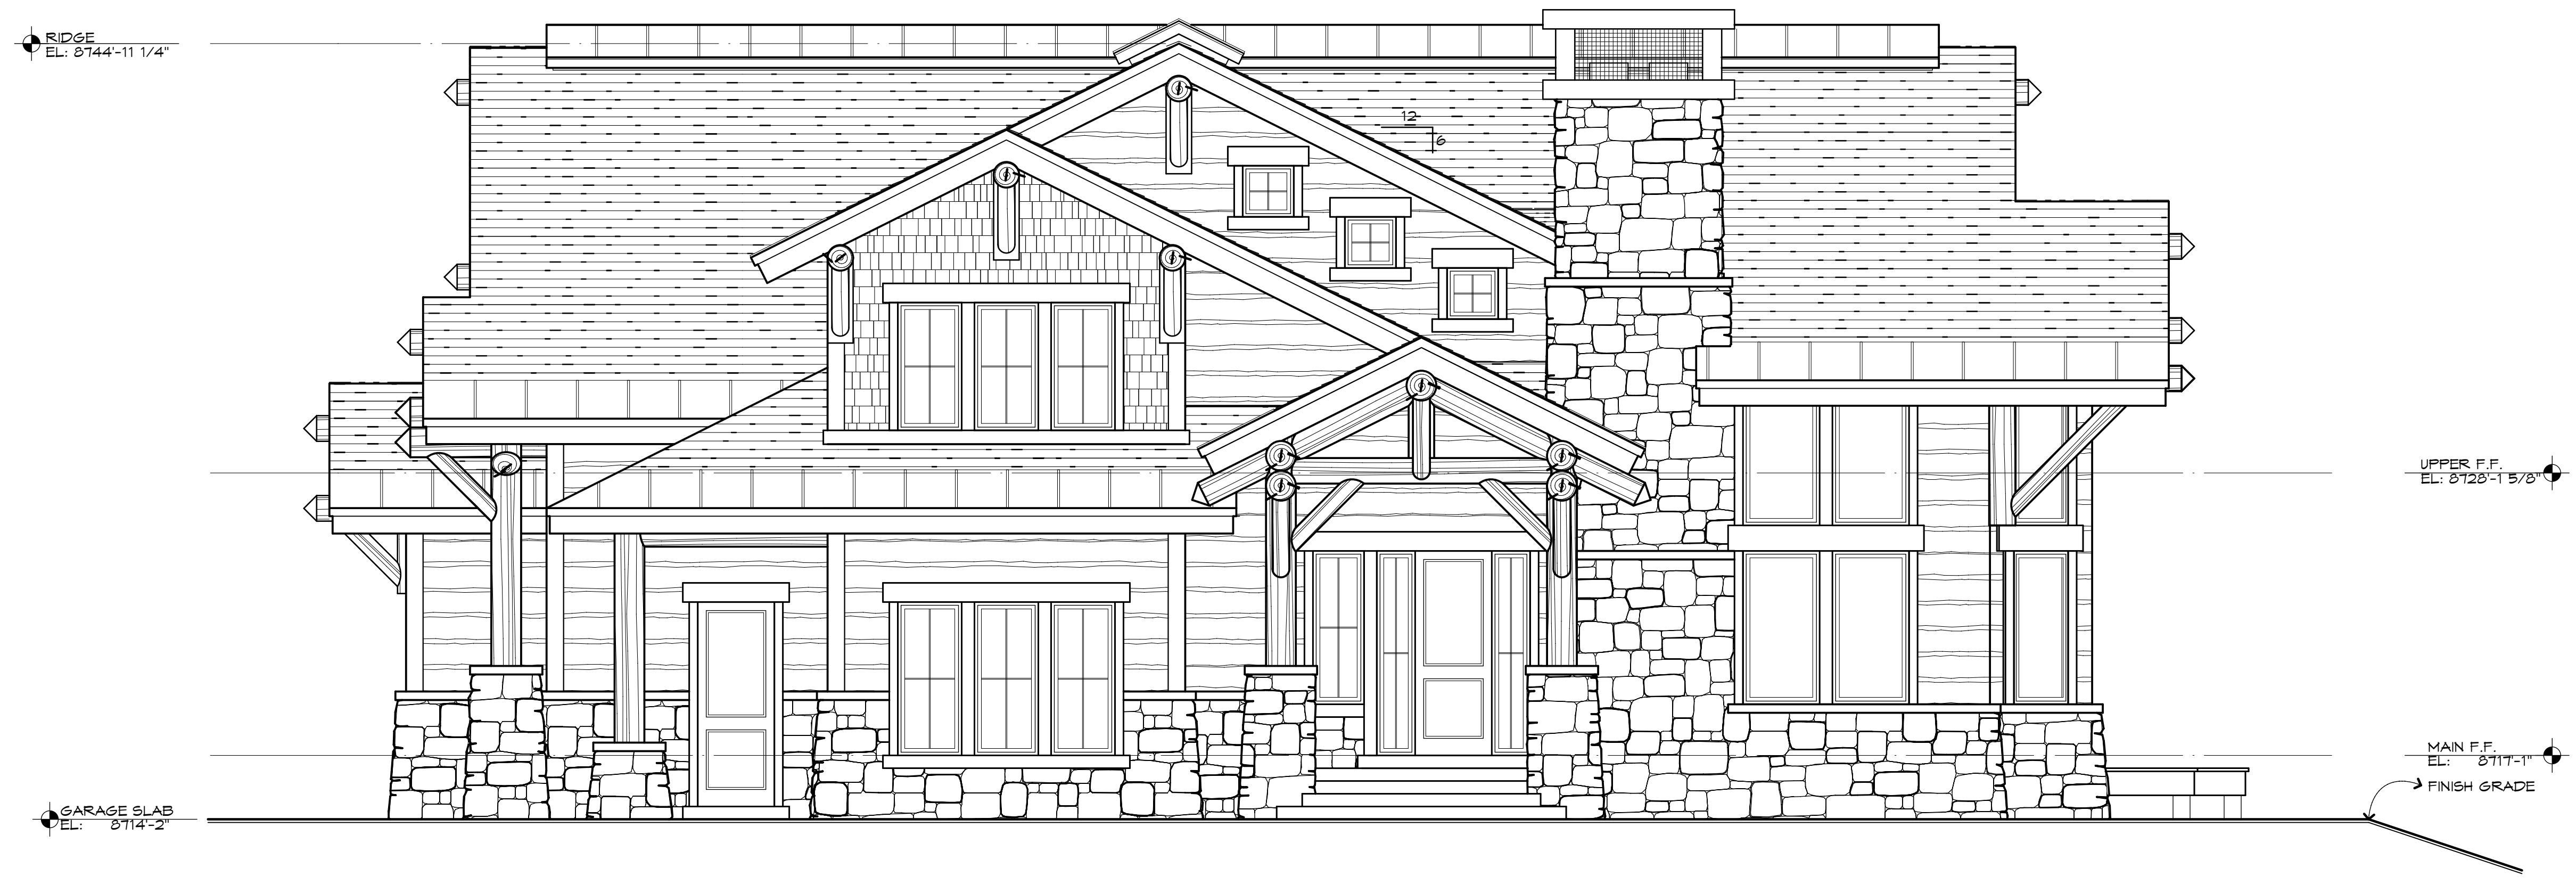 RIDGE
EL: 8744'-11 1/4"
12
6
UPPER F.F.
EL: 8728'-1 5/8"
MAIN F.F.
EL: 8717'-1"
FINISH GRADE
GARAGE SLAB
EL: 8714'-2"